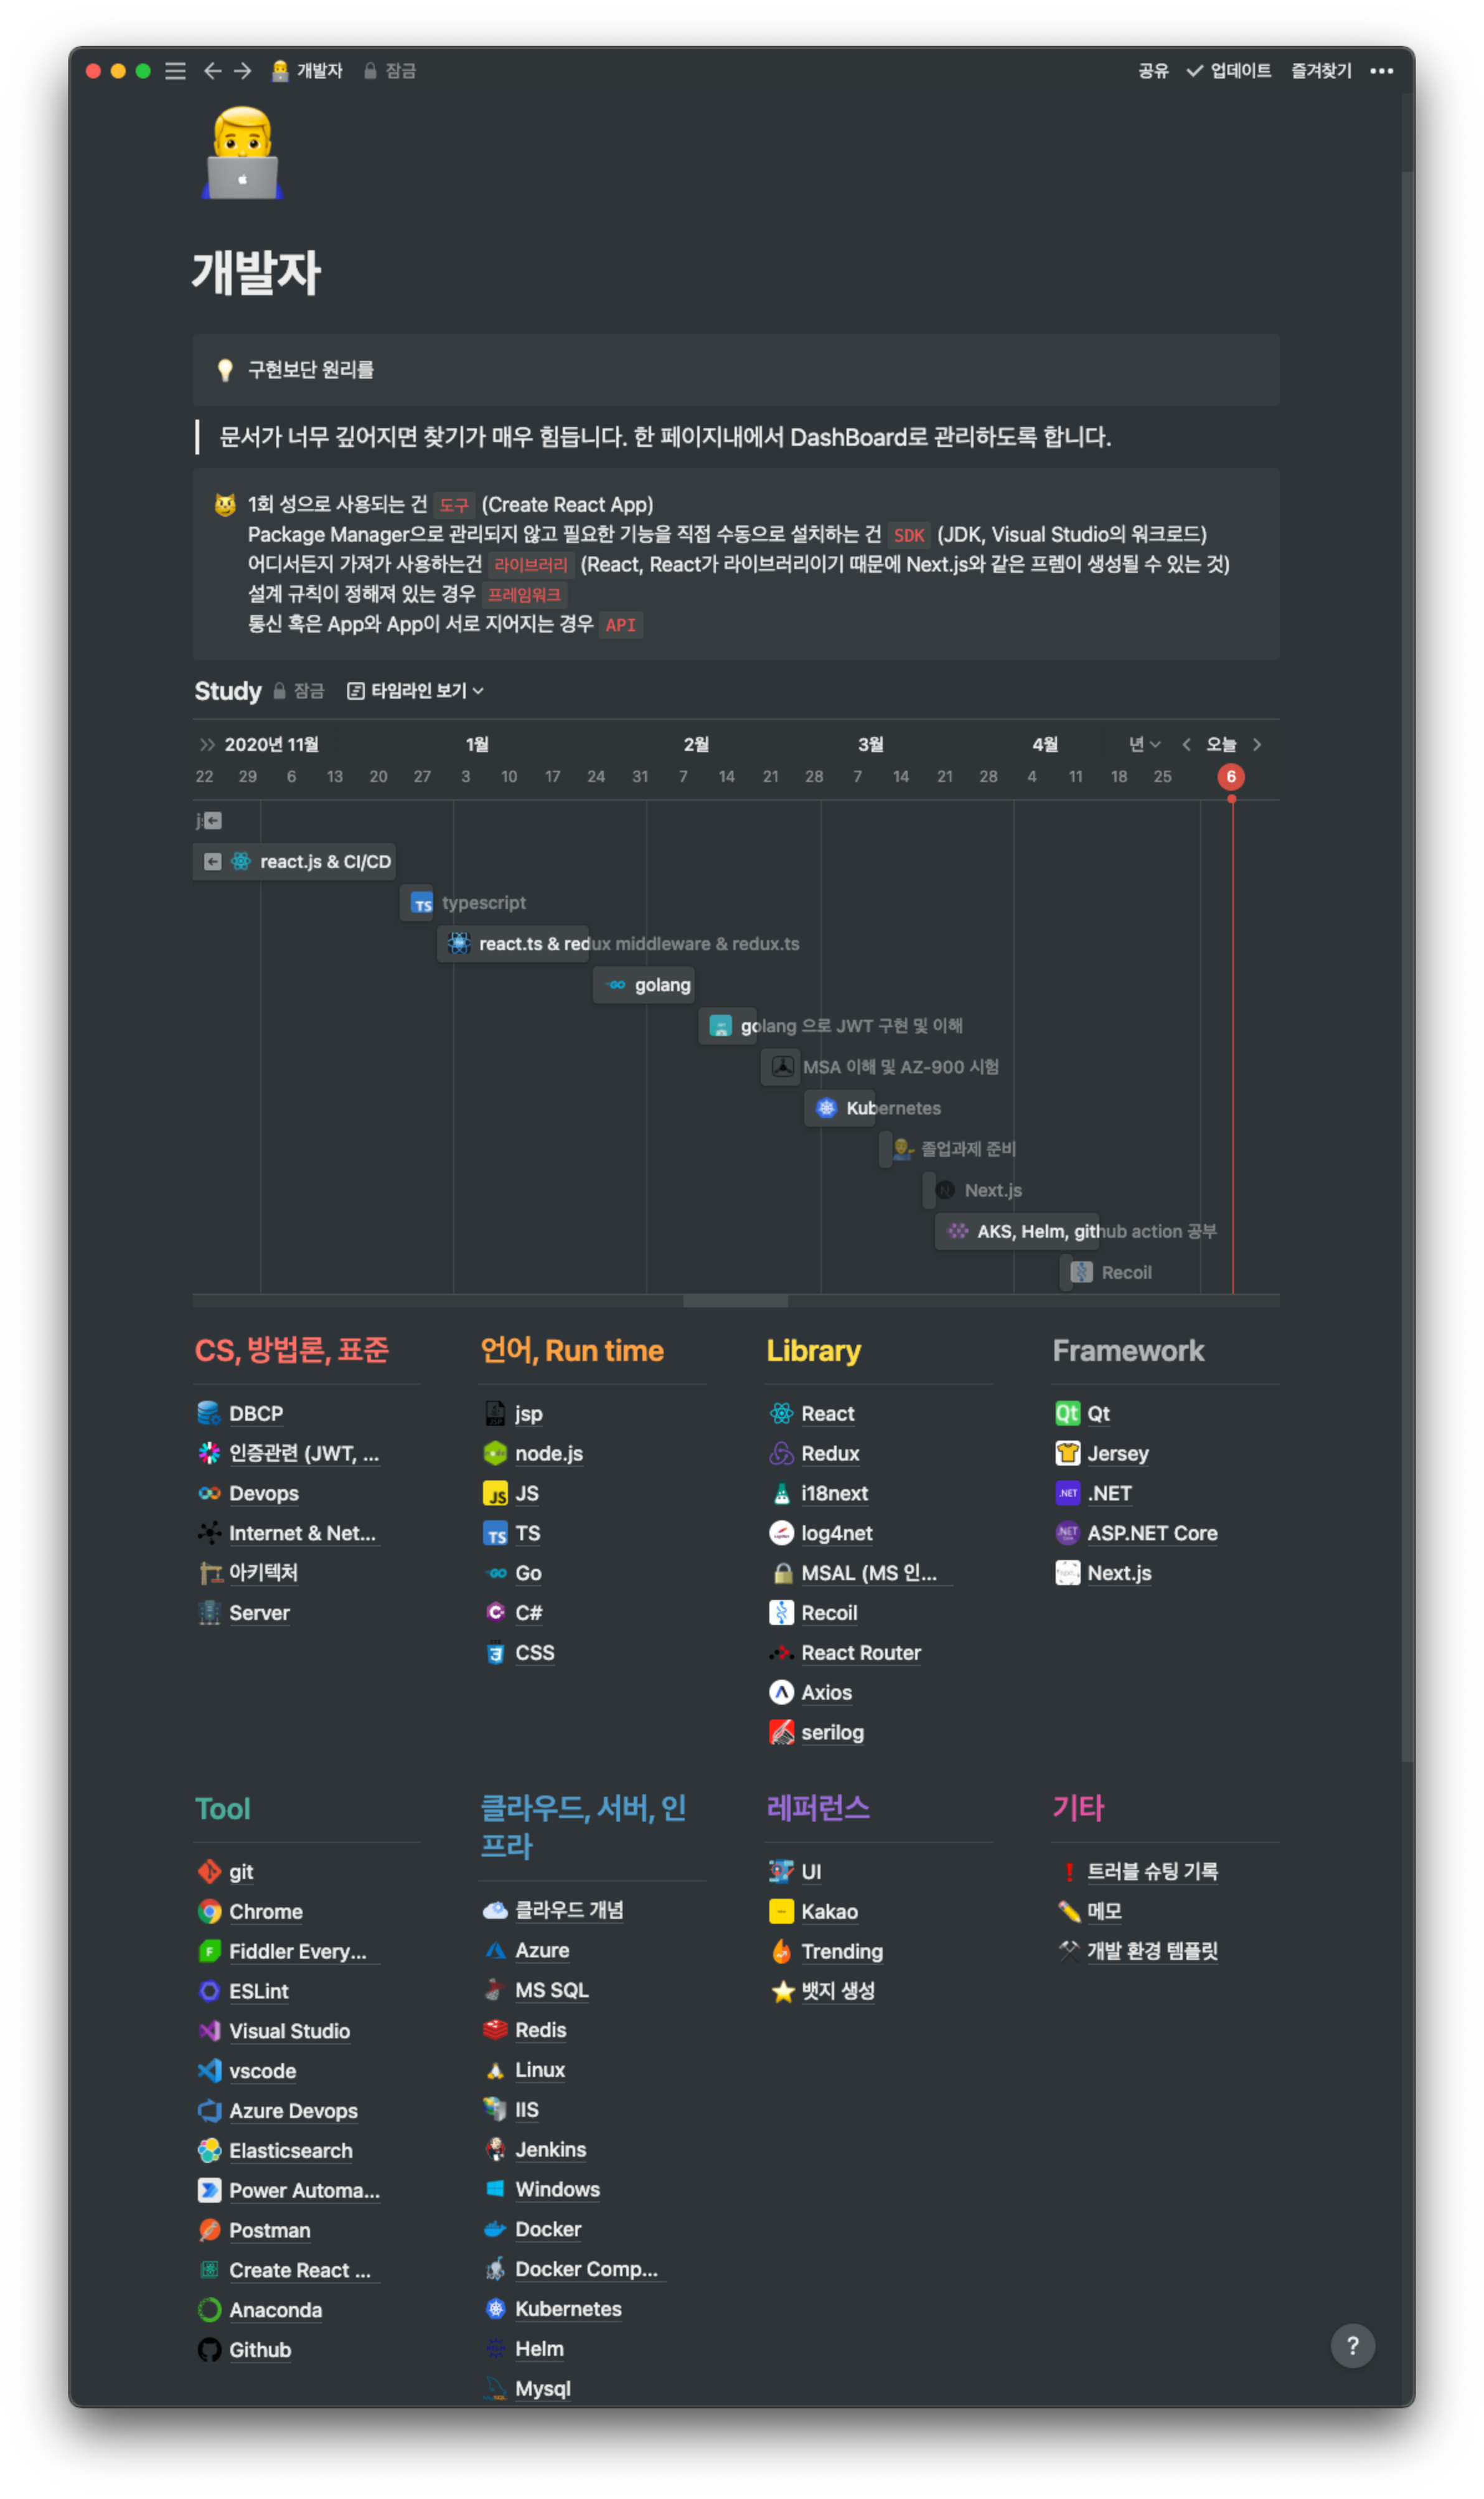 개발자 잠금 공유 업데이트 즐겨찾기
개발자
구현보단 원리를
문서가 너무 깊어지면 찾기가 매우 힘듭니다. 한 페이지내에서 DashBoard로 관리하도록 합니다.
1회 성으로 사용되는 건 도구 (Create React App)
Package Manager으로 관리되지 않고 필요한 기능을 직접 수동으로 설치하는 건 SDK (JDK, Visual Studio의 워크로드)
어디서든지 가져가 사용하는건 라이브러리 (React, React가 라이브러리이기 때문에 Next.js와 같은 프렘이 생성될 수 있는 것)
설계 규칙이 정해져 있는 경우 프레임워크
통신 혹은 App와 App이 서로 지어지는 경우 API
Study 잠금 타임라인 보기
2020년 11월 1월 2월 3월 4월 년 오늘
22 29 6 13 20 27 3 10 17 24 31 7 14 21 28 7 14 21 28 4 11 18 25 6
react.js & CI/CD
TS typescript
react.ts & redux middleware & redux.ts
GO golang
golang 으로 JWT 구현 및 이해
MSA 이해 및 AZ-900 시험
Kubernetes
졸업과제 준비
Next.js
AKS, Helm, github action 공부
Recoil
CS, 방법론, 표준
DBCP
인증관련 (JWT, ...
Devops
Internet & Net...
아키텍처
Server
언어, Run time
jsp
node.js
JS JS
TS TS
GO Go
C C#
3 CSS
Library
React
Redux
i18next
log4net
MSAL (MS 인...
Recoil
React Router
Axios
serilog
Framework
Qt Qt
Jersey
.NET .NET
.NET ASP.NET Core
Next.js
Tool
git
Chrome
F Fiddler Every...
ESLint
Visual Studio
vscode
Azure Devops
Elasticsearch
Power Automa...
Postman
Create React ...
Anaconda
Github
클라우드, 서버, 인
프라
클라우드 개념
Azure
MS SQL
Redis
Linux
IIS
Jenkins
Windows
Docker
Docker Comp...
Kubernetes
Helm
Mysql
레퍼런스
UI
Kakao
Trending
뱃지 생성
기타
트러블 슈팅 기록
메모
개발 환경 템플릿
?